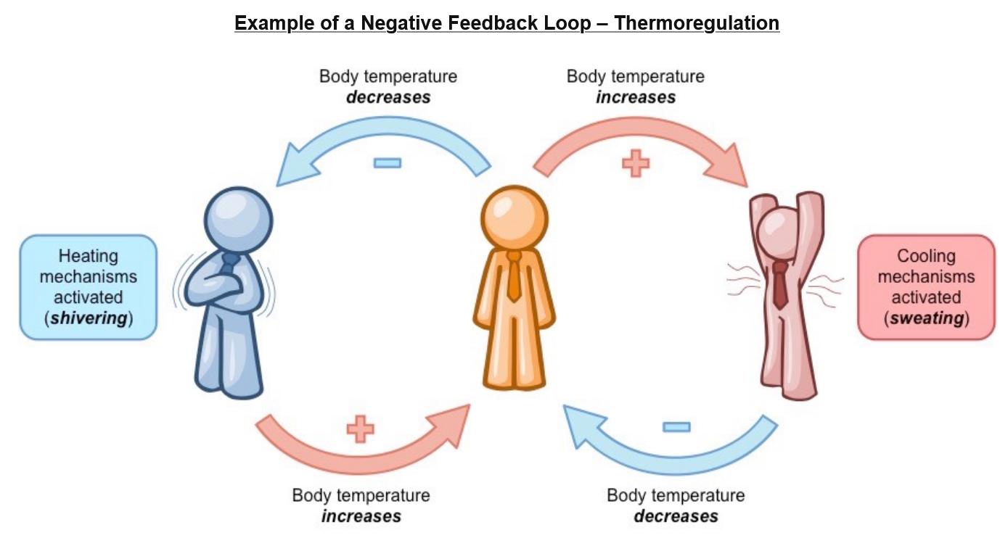 Example of a Negative Feedback Loop – Thermoregulation
Body temperature
decreases
Body temperature
increases
Heating
mechanisms
activated
(shivering)
Cooling
mechanisms
activated
(sweating)
Body temperature
increases
Body temperature
decreases